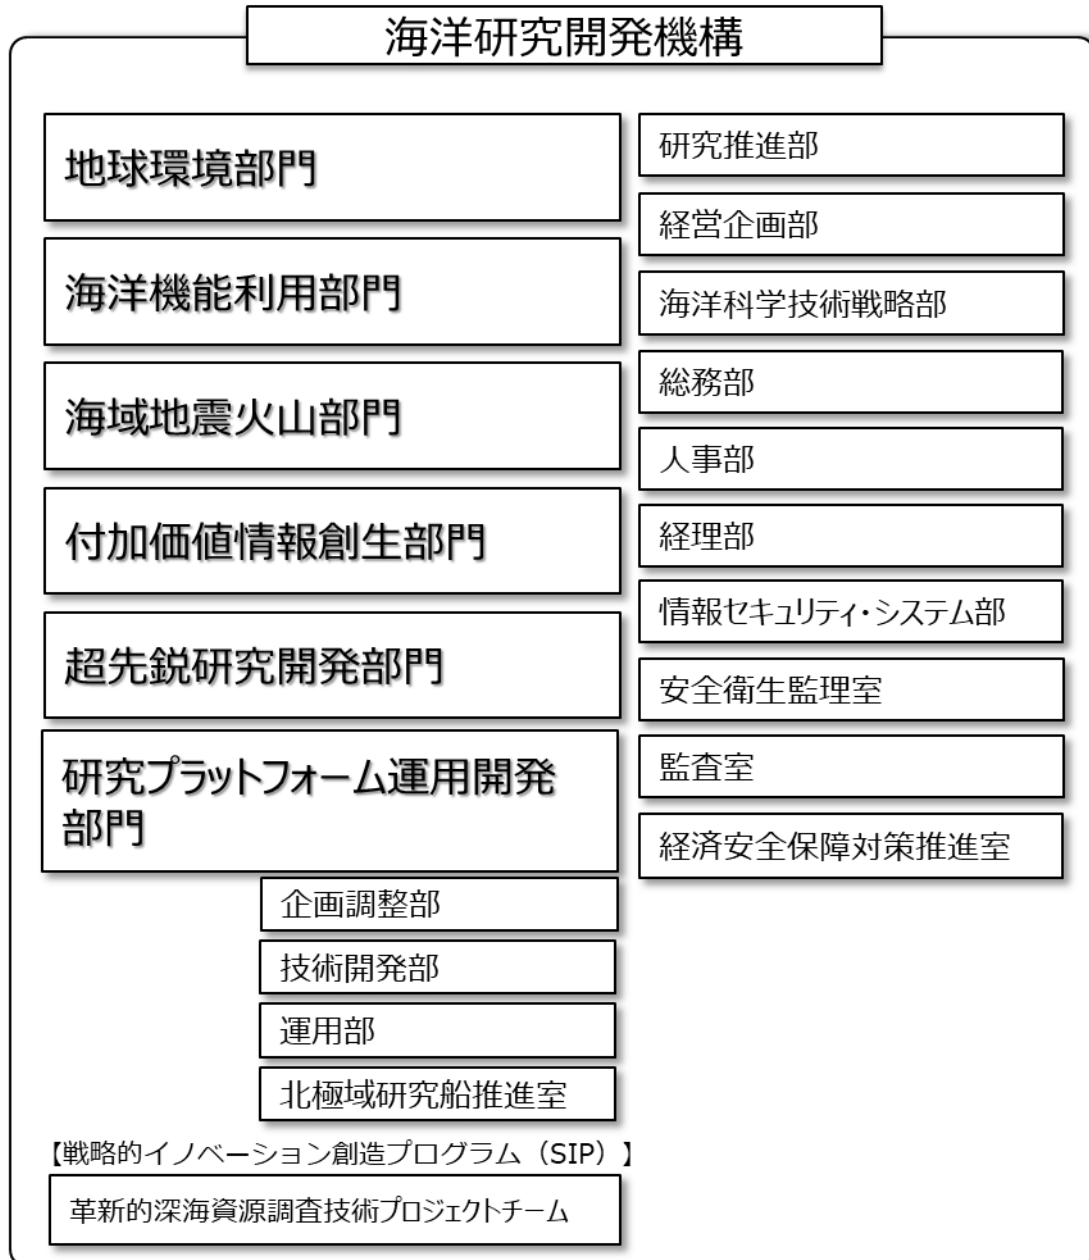 海洋研究開発機構
地球環境部門
海洋機能利用部門
海域地震火山部門
付加価値情報創生部門
超先鋭研究開発部門
研究プラットフォーム運用開発
部門
企画調整部
技術開発部
運用部
北極域研究船推進室
【戦略的イノベーション創造プログラム（SIP）】
革新的深海資源調査技術プロジェクトチーム
研究推進部
経営企画部
海洋科学技術戦略部
総務部
人事部
経理部
情報セキュリティ・システム部
安全衛生監理室
監査室
経済安全保障対策推進室